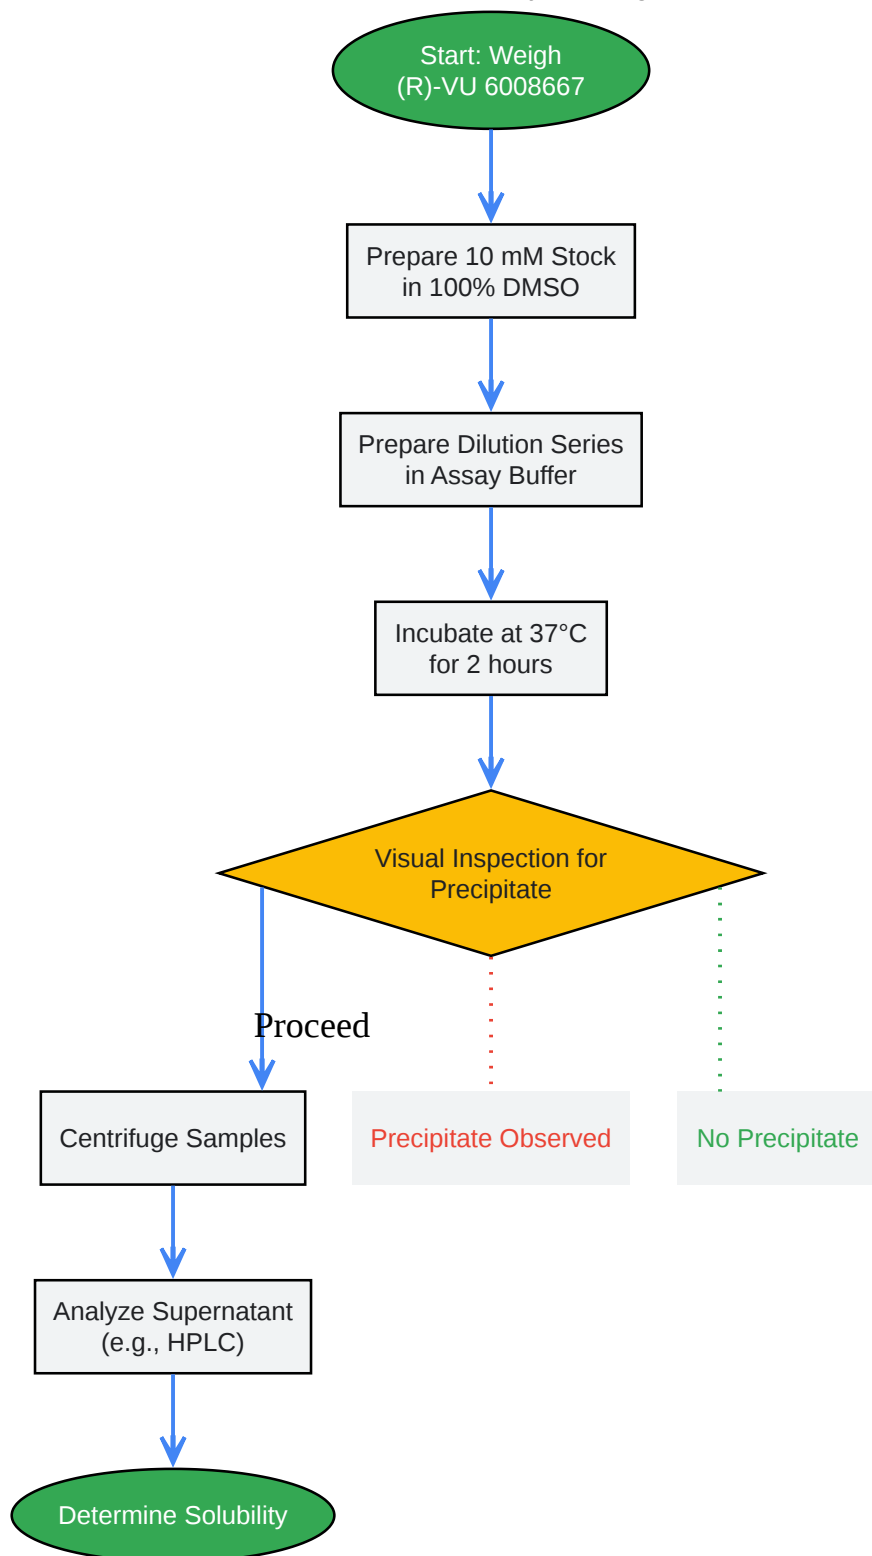 Start: Weigh
(R)-VU 6008667
Prepare 10 mM Stock
in 100% DMSO
Prepare Dilution Series
in Assay Buffer
Incubate at 37°C
for 2 hours
Visual Inspection for
Precipitate
Proceed
Centrifuge Samples
Precipitate Observed
No Precipitate
Analyze Supernatant
(e.g., HPLC)
Determine Solubility